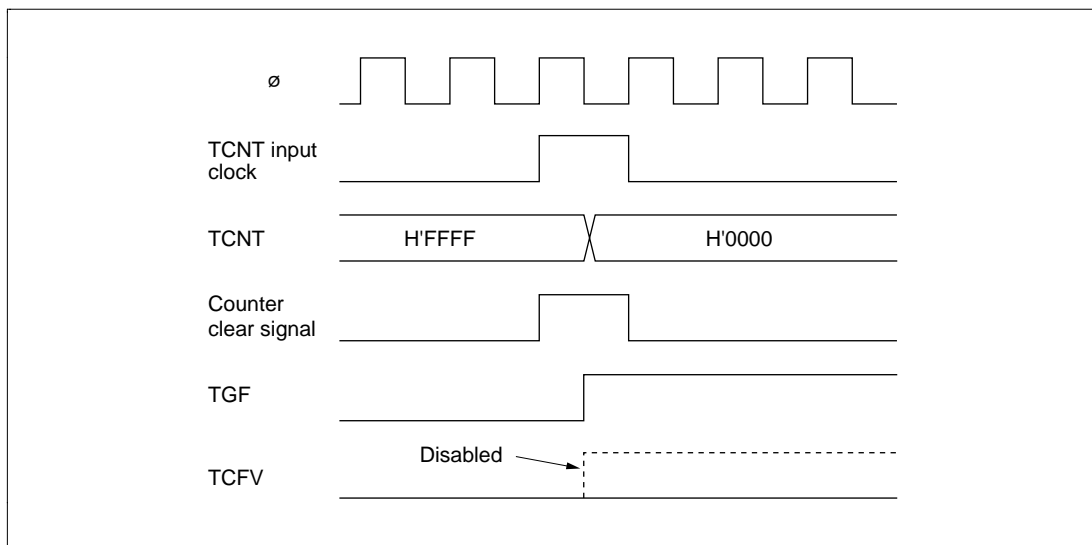 ø
TCNT input
clock
TCNT
H'FFFF
H'0000
Counter
clear signal
TGF
Disabled
TCFV